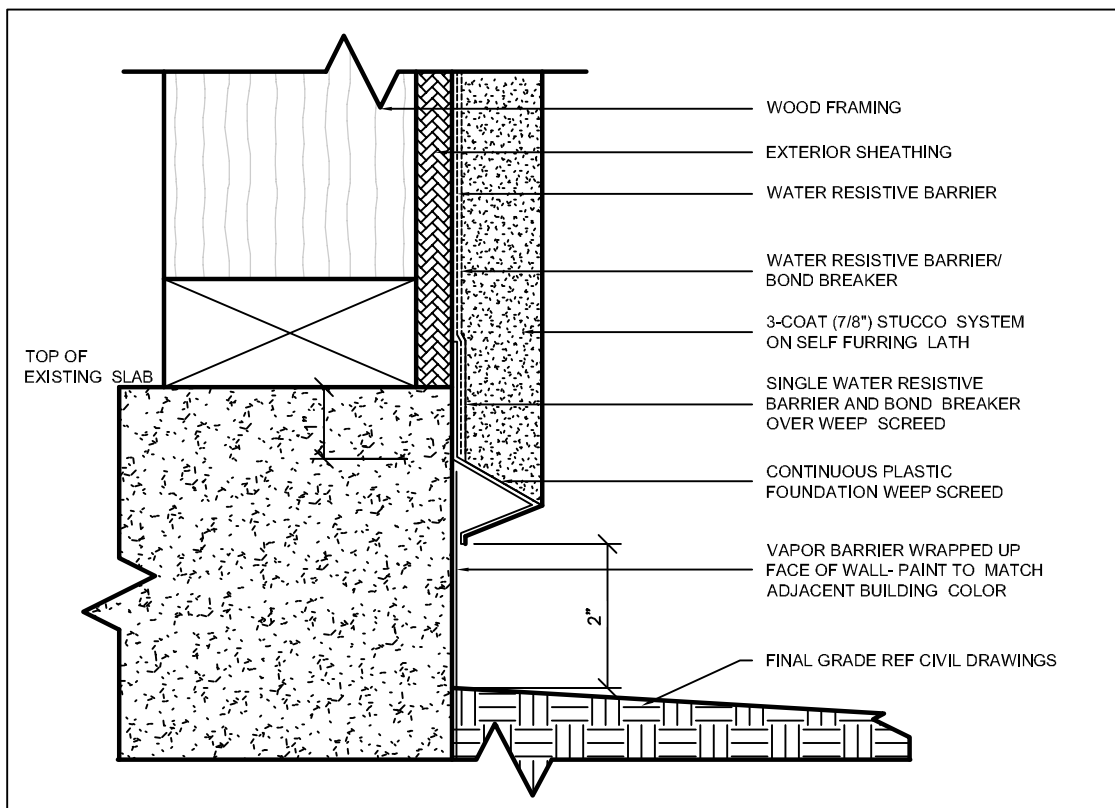 WOOD FRAMING
EXTERIOR SHEATHING
WATER RESISTIVE BARRIER
WATER RESISTIVE BARRIER/
BOND BREAKER
3-COAT (7/8") STUCCO SYSTEM
ON SELF FURRING LATH
TOP OF
EXISTING SLAB
SINGLE WATER RESISTIVE
BARRIER AND BOND BREAKER
OVER WEEP SCREED
1"
CONTINUOUS PLASTIC
FOUNDATION WEEP SCREED
VAPOR BARRIER WRAPPED UP
FACE OF WALL- PAINT TO MATCH
ADJACENT BUILDING COLOR
2"
FINAL GRADE REF CIVIL DRAWINGS